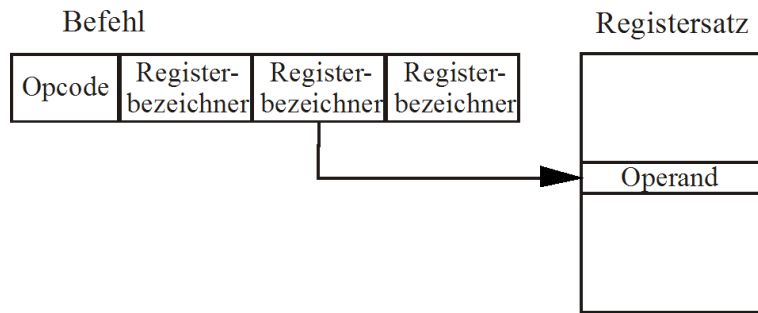 Befehl
Registersatz
Opcode
Register-
bezeichner
Register-
bezeichner
Register-
bezeichner
Operand